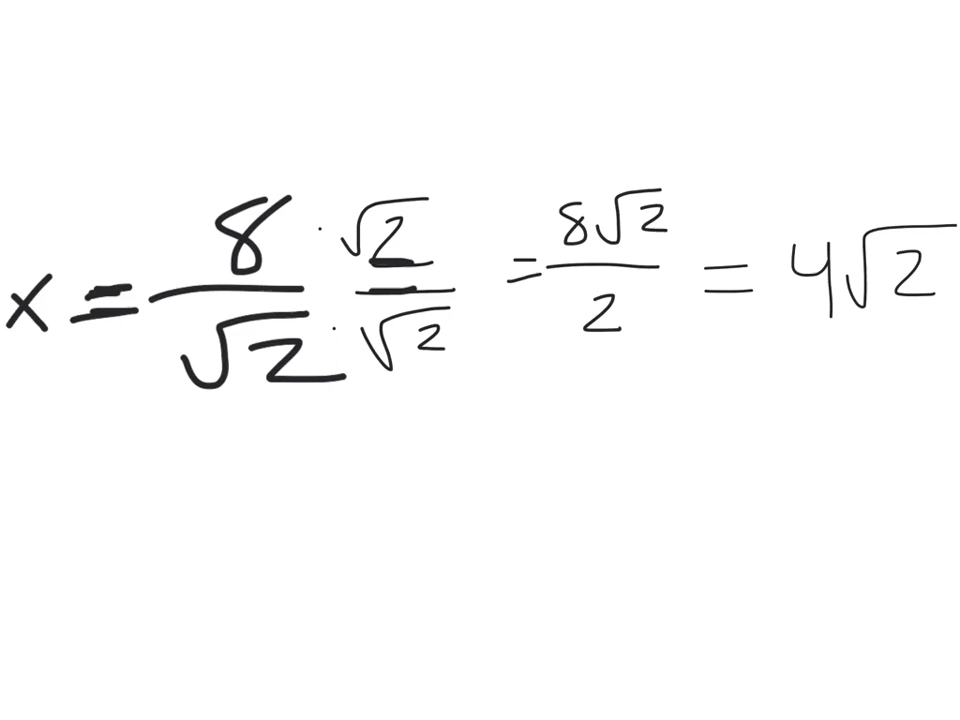 x = 8/√2 · √2/√2 = 8√2/2 = 4√2